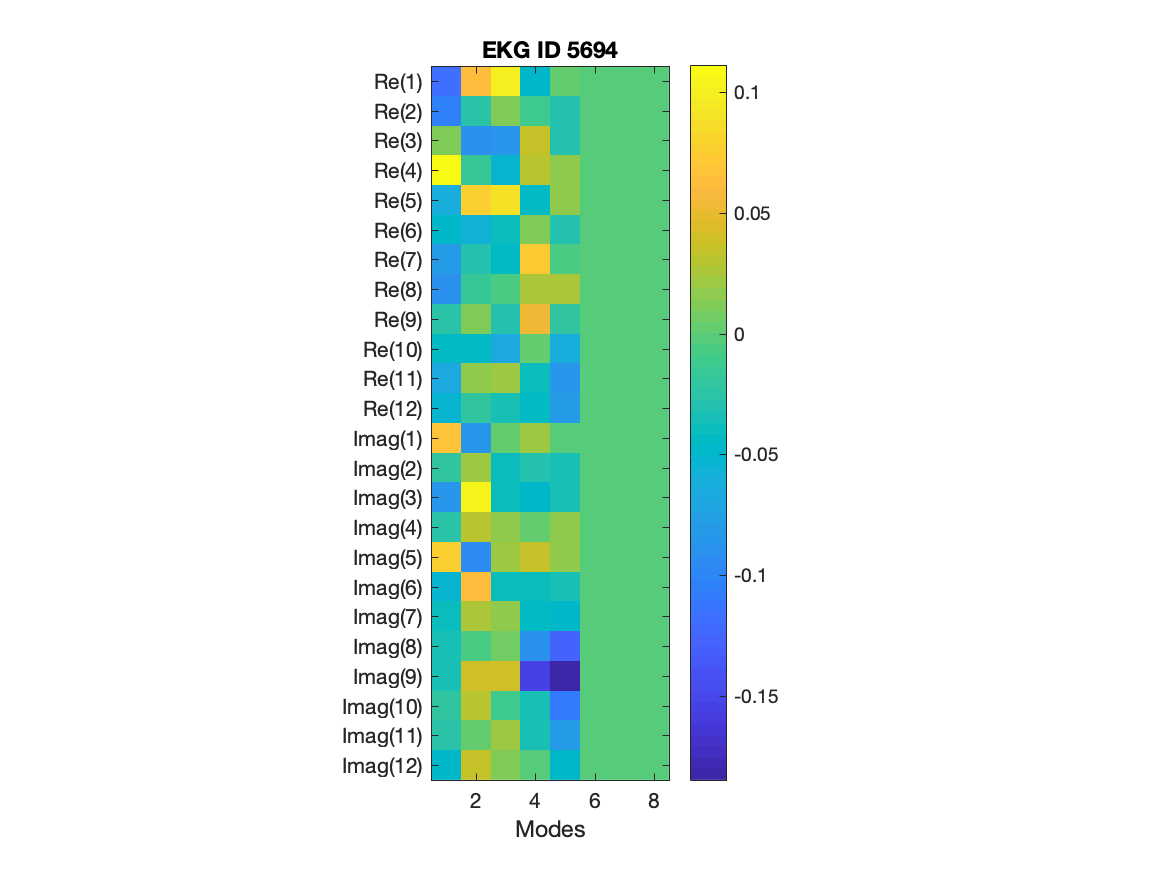 EKG ID 5694
Re(1)
Re(2)
Re(3)
Re(4)
Re(5)
Re(6)
Re(7)
Re(8)
Re(9)
Re(10)
Re(11)
Re(12)
Imag(1)
Imag(2)
Imag(3)
Imag(4)
Imag(5)
Imag(6)
Imag(7)
Imag(8)
Imag(9)
Imag(10)
Imag(11)
Imag(12)
2 4 6 8
Modes
0.1
0.05
0
-0.05
-0.1
-0.15